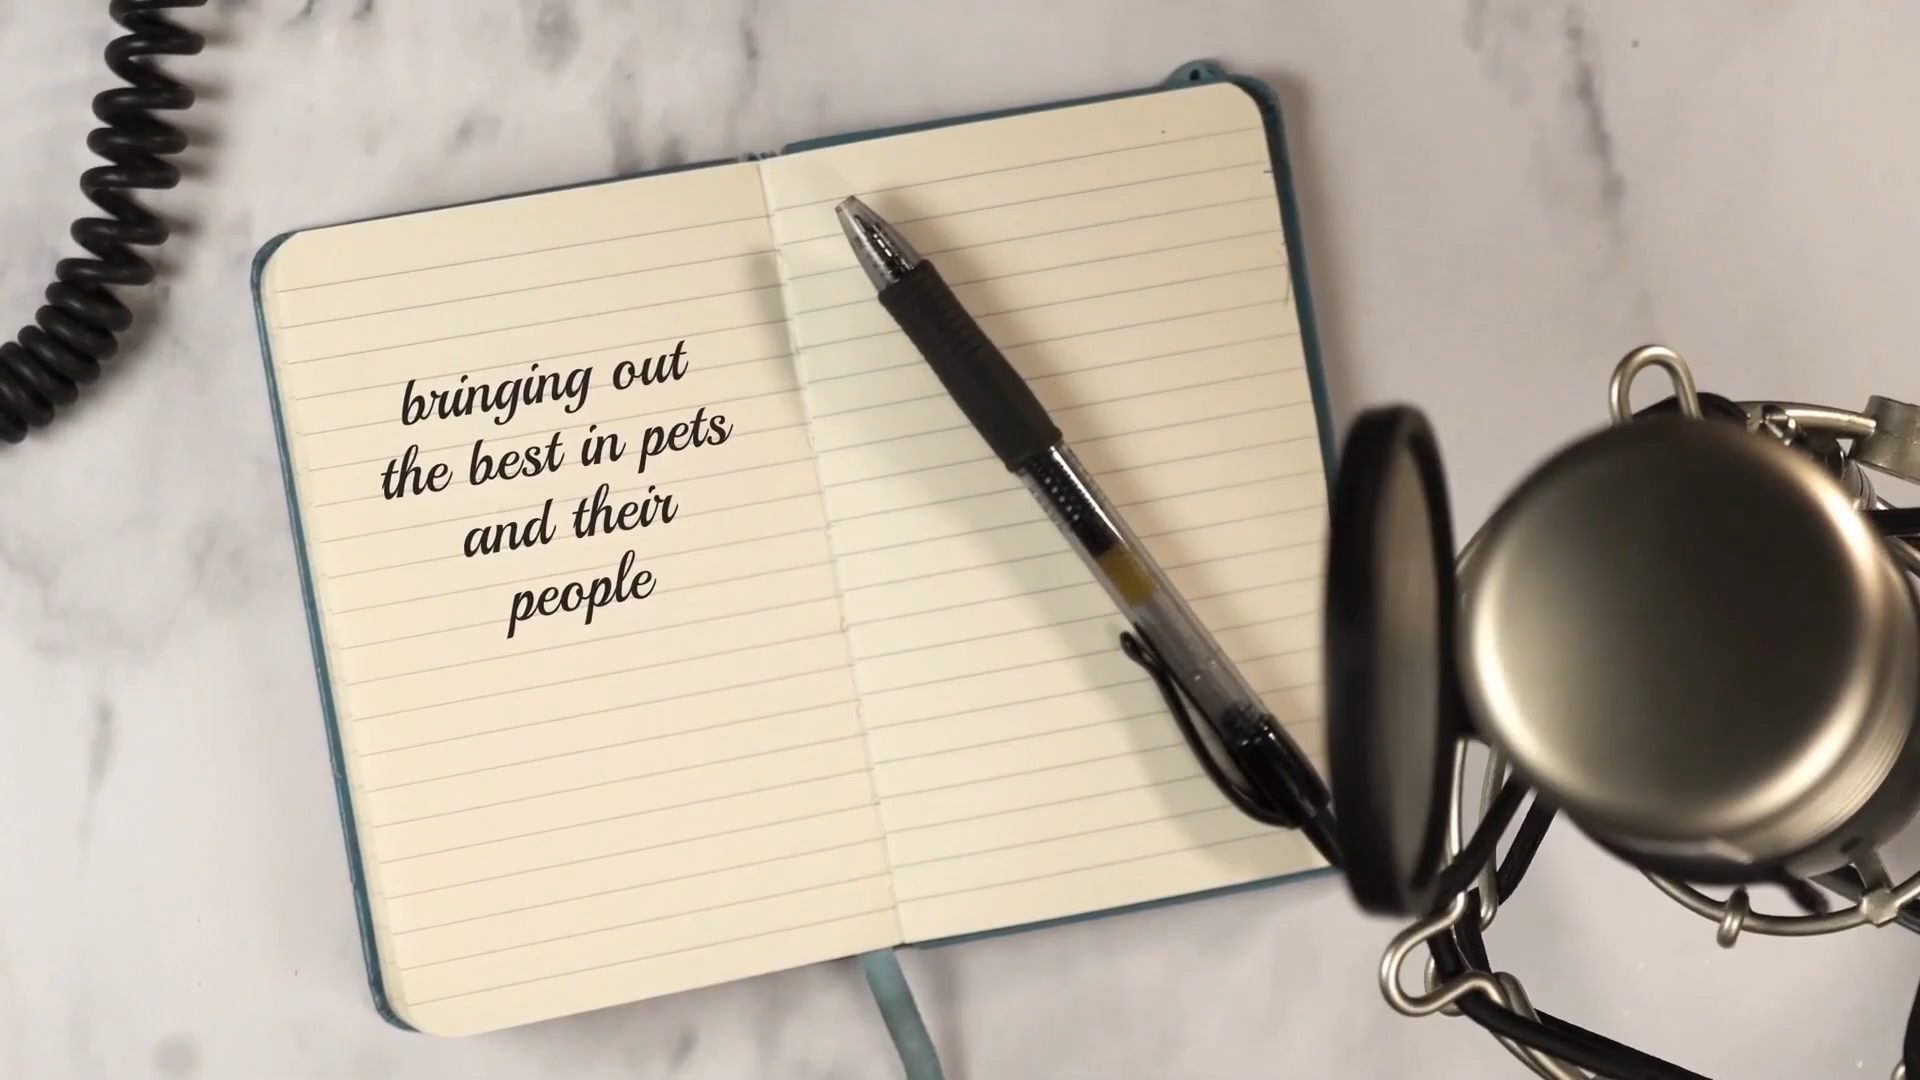 bringing out
the best in pets
and their
people